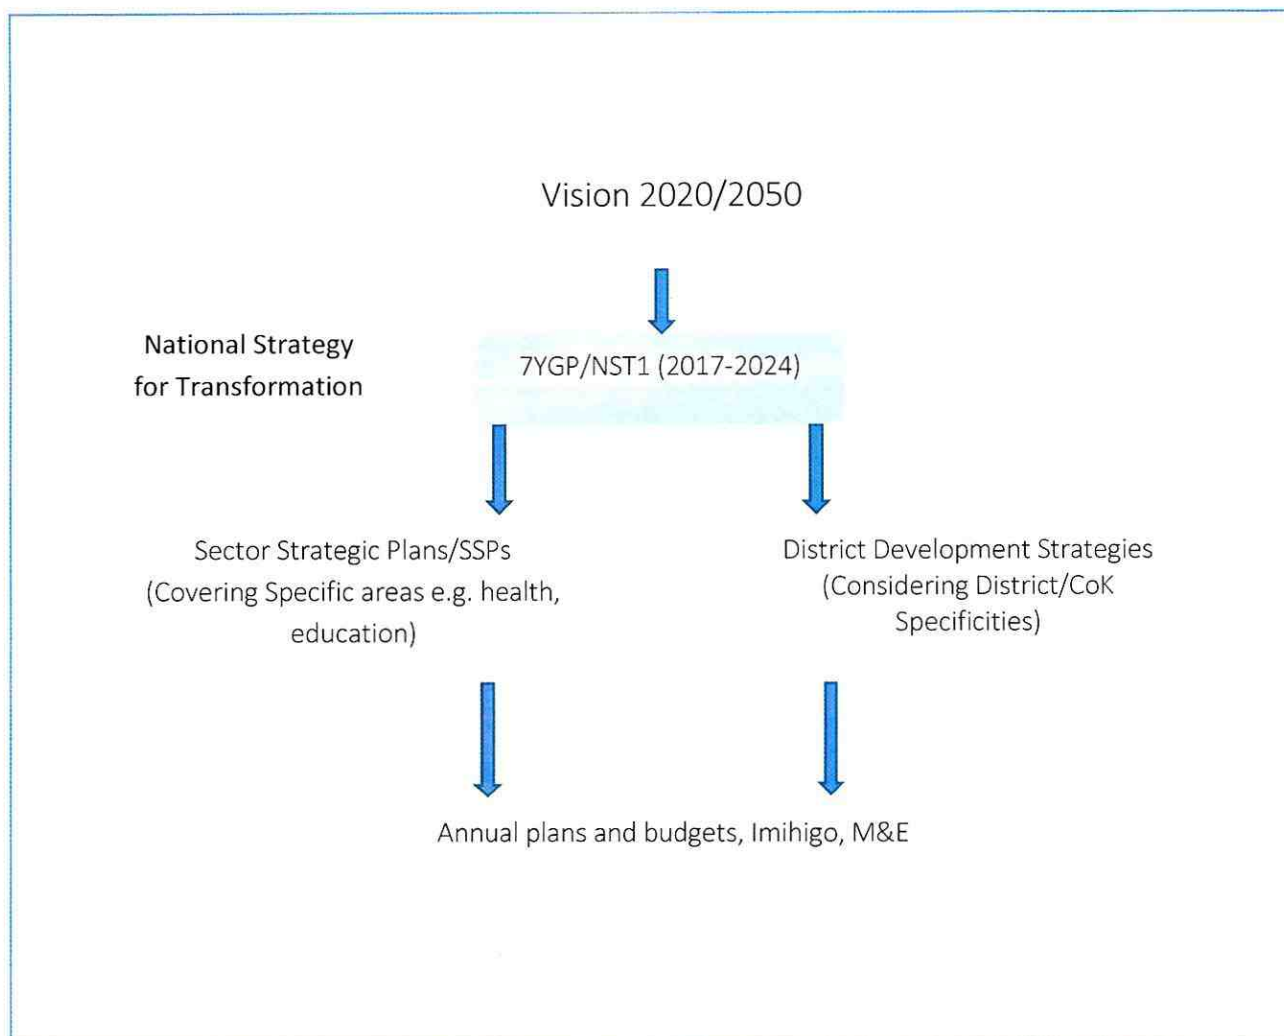 Vision 2020/2050
National Strategy
for Transformation
7YGP/NST1 (2017-2024)
Sector Strategic Plans/SSPs
(Covering Specific areas e.g. health,
education)
District Development Strategies
(Considering District/CoK
Specificities)
Annual plans and budgets, Imihigo, M&E